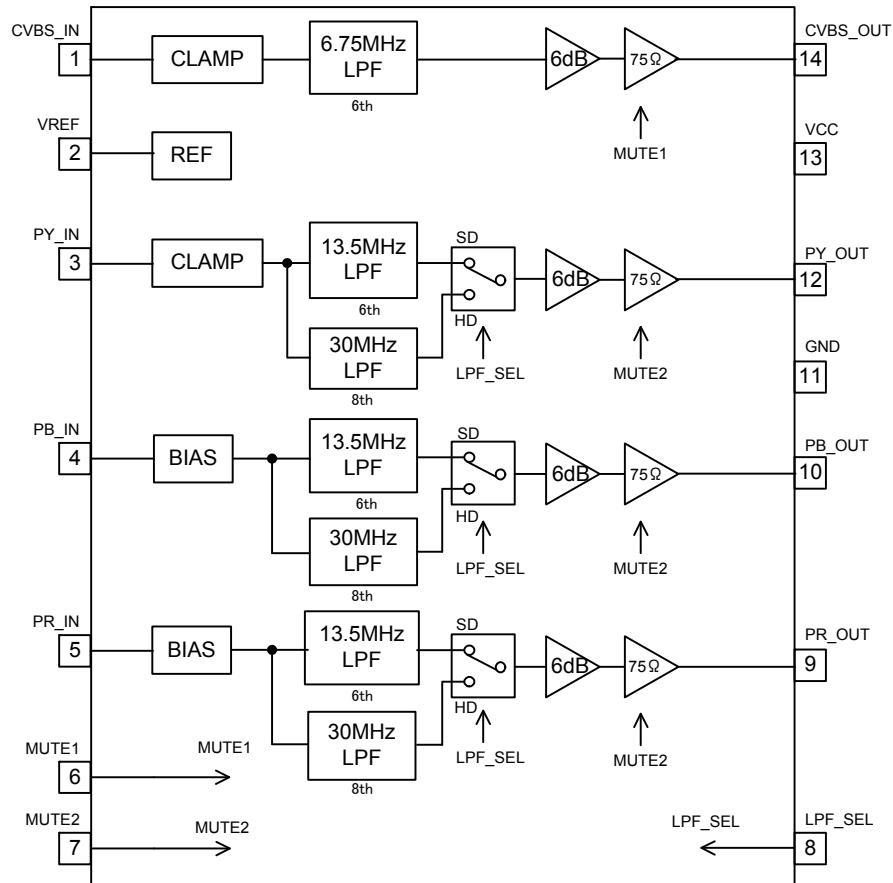 CVBS_IN
1
CLAMP
6.75MHz
LPF
6th
6dB
75Ω
MUTE1
CVBS_OUT
14
VREF
2
REF
VCC
13
PY_IN
3
CLAMP
13.5MHz
LPF
6th
30MHz
LPF
8th
SD
HD
LPF_SEL
6dB
75Ω
MUTE2
PY_OUT
12
GND
11
PB_IN
4
BIAS
13.5MHz
LPF
6th
30MHz
LPF
8th
SD
HD
LPF_SEL
6dB
75Ω
MUTE2
PB_OUT
10
PR_IN
5
BIAS
13.5MHz
LPF
6th
30MHz
LPF
8th
SD
HD
LPF_SEL
6dB
75Ω
MUTE2
PR_OUT
9
MUTE1
6
MUTE1
MUTE2
7
MUTE2
LPF_SEL
LPF_SEL
8